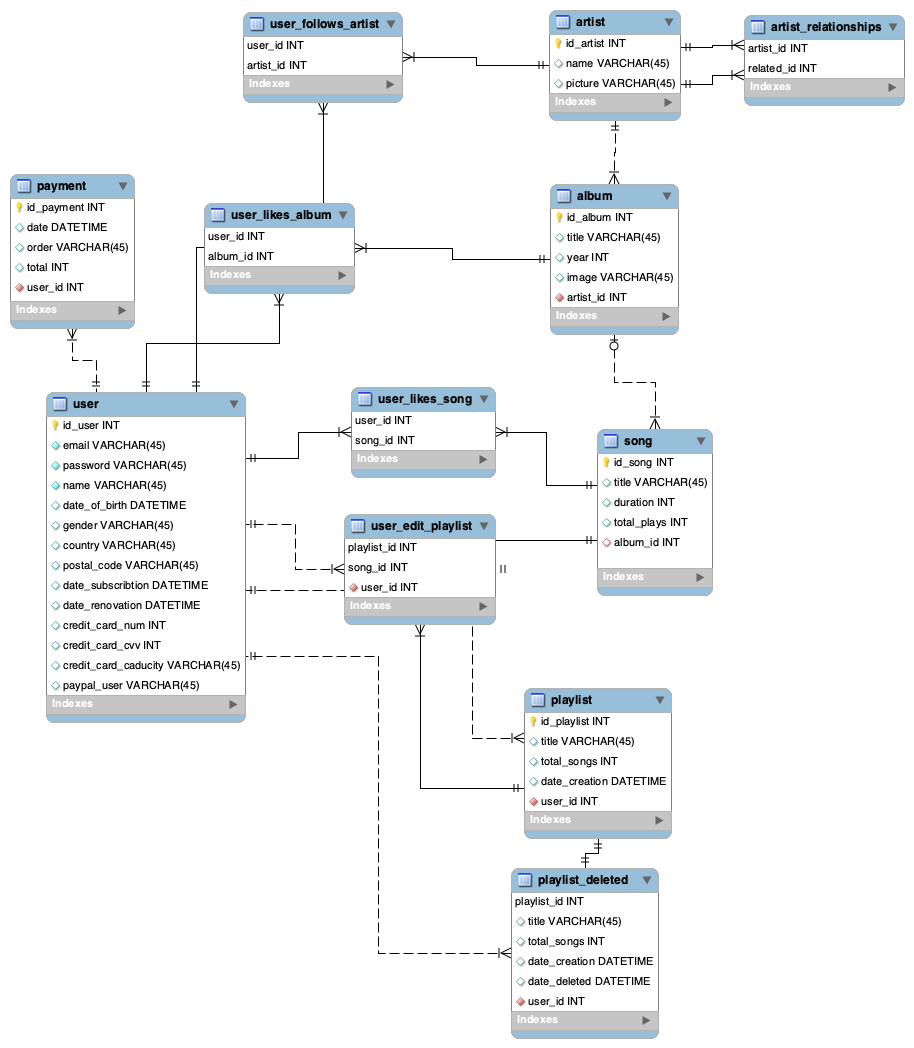 user_follows_artist
user_id INT
artist_id INT
Indexes
artist
id_artist INT
name VARCHAR(45)
picture VARCHAR(45)
Indexes
artist_relationships
artist_id INT
related_id INT
Indexes
payment
id_payment INT
date DATETIME
order VARCHAR(45)
total INT
user_id INT
Indexes
user_likes_album
user_id INT
album_id INT
Indexes
album
id_album INT
title VARCHAR(45)
year INT
image VARCHAR(45)
artist_id INT
Indexes
user
id_user INT
email VARCHAR(45)
password VARCHAR(45)
name VARCHAR(45)
date_of_birth DATETIME
gender VARCHAR(45)
country VARCHAR(45)
postal_code VARCHAR(45)
date_subscribtion DATETIME
date_renovation DATETIME
credit_card_num INT
credit_card_cvv INT
credit_card_caducity VARCHAR(45)
paypal_user VARCHAR(45)
Indexes
user_likes_song
user_id INT
song_id INT
Indexes
song
id_song INT
title VARCHAR(45)
duration INT
total_plays INT
album_id INT
Indexes
user_edit_playlist
playlist_id INT
song_id INT
user_id INT
Indexes
playlist
id_playlist INT
title VARCHAR(45)
total_songs INT
date_creation DATETIME
user_id INT
Indexes
playlist_deleted
playlist_id INT
title VARCHAR(45)
total_songs INT
date_creation DATETIME
date_deleted DATETIME
user_id INT
Indexes